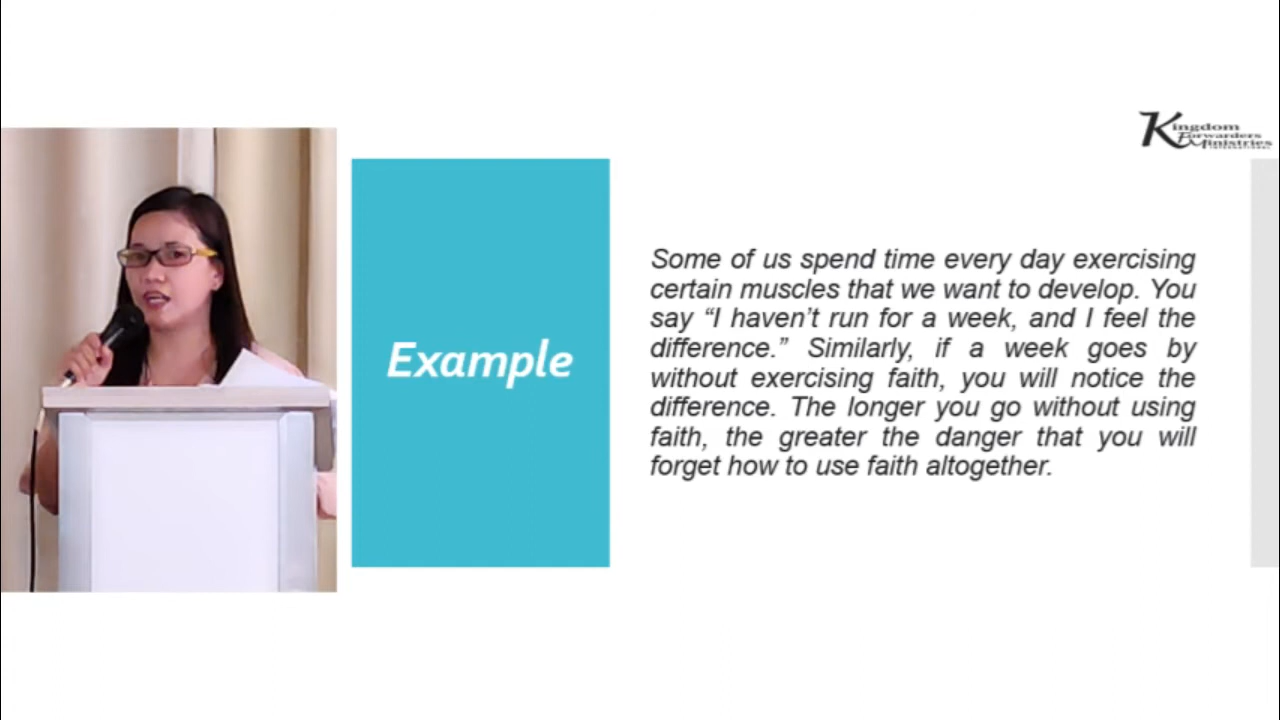 Kingdom
Forwarders
Ministries
INTERNATIONAL
Example
Some of us spend time every day exercising
certain muscles that we want to develop. You
say “I haven’t run for a week, and I feel the
difference.” Similarly, if a week goes by
without exercising faith, you will notice the
difference. The longer you go without using
faith, the greater the danger that you will
forget how to use faith altogether.